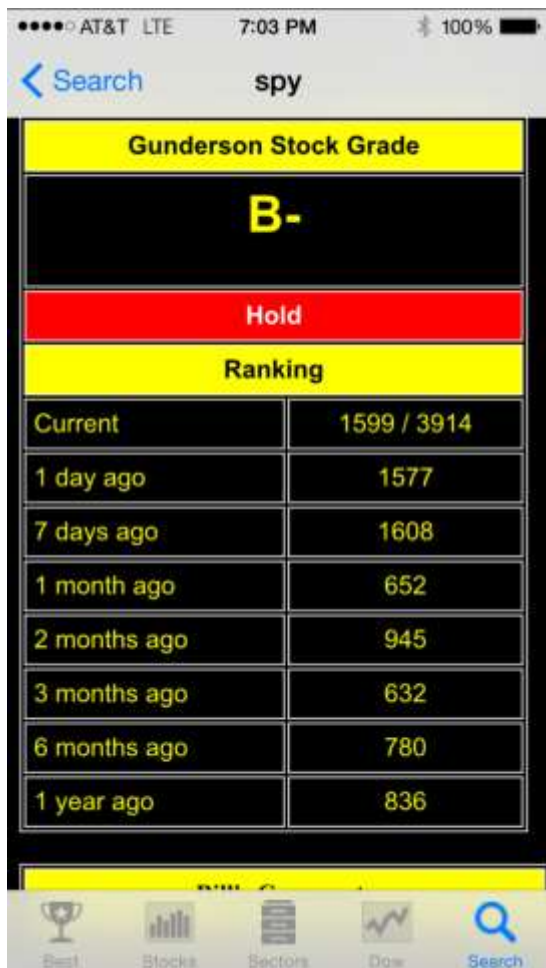 AT&T LTE 7:03 PM 100%
Search spy
Gunderson Stock Grade
B-
Hold
Ranking
Current 1599 / 3914
1 day ago 1577
7 days ago 1608
1 month ago 652
2 months ago 945
3 months ago 632
6 months ago 780
1 year ago 836
Best Stocks Sectors Dow Search